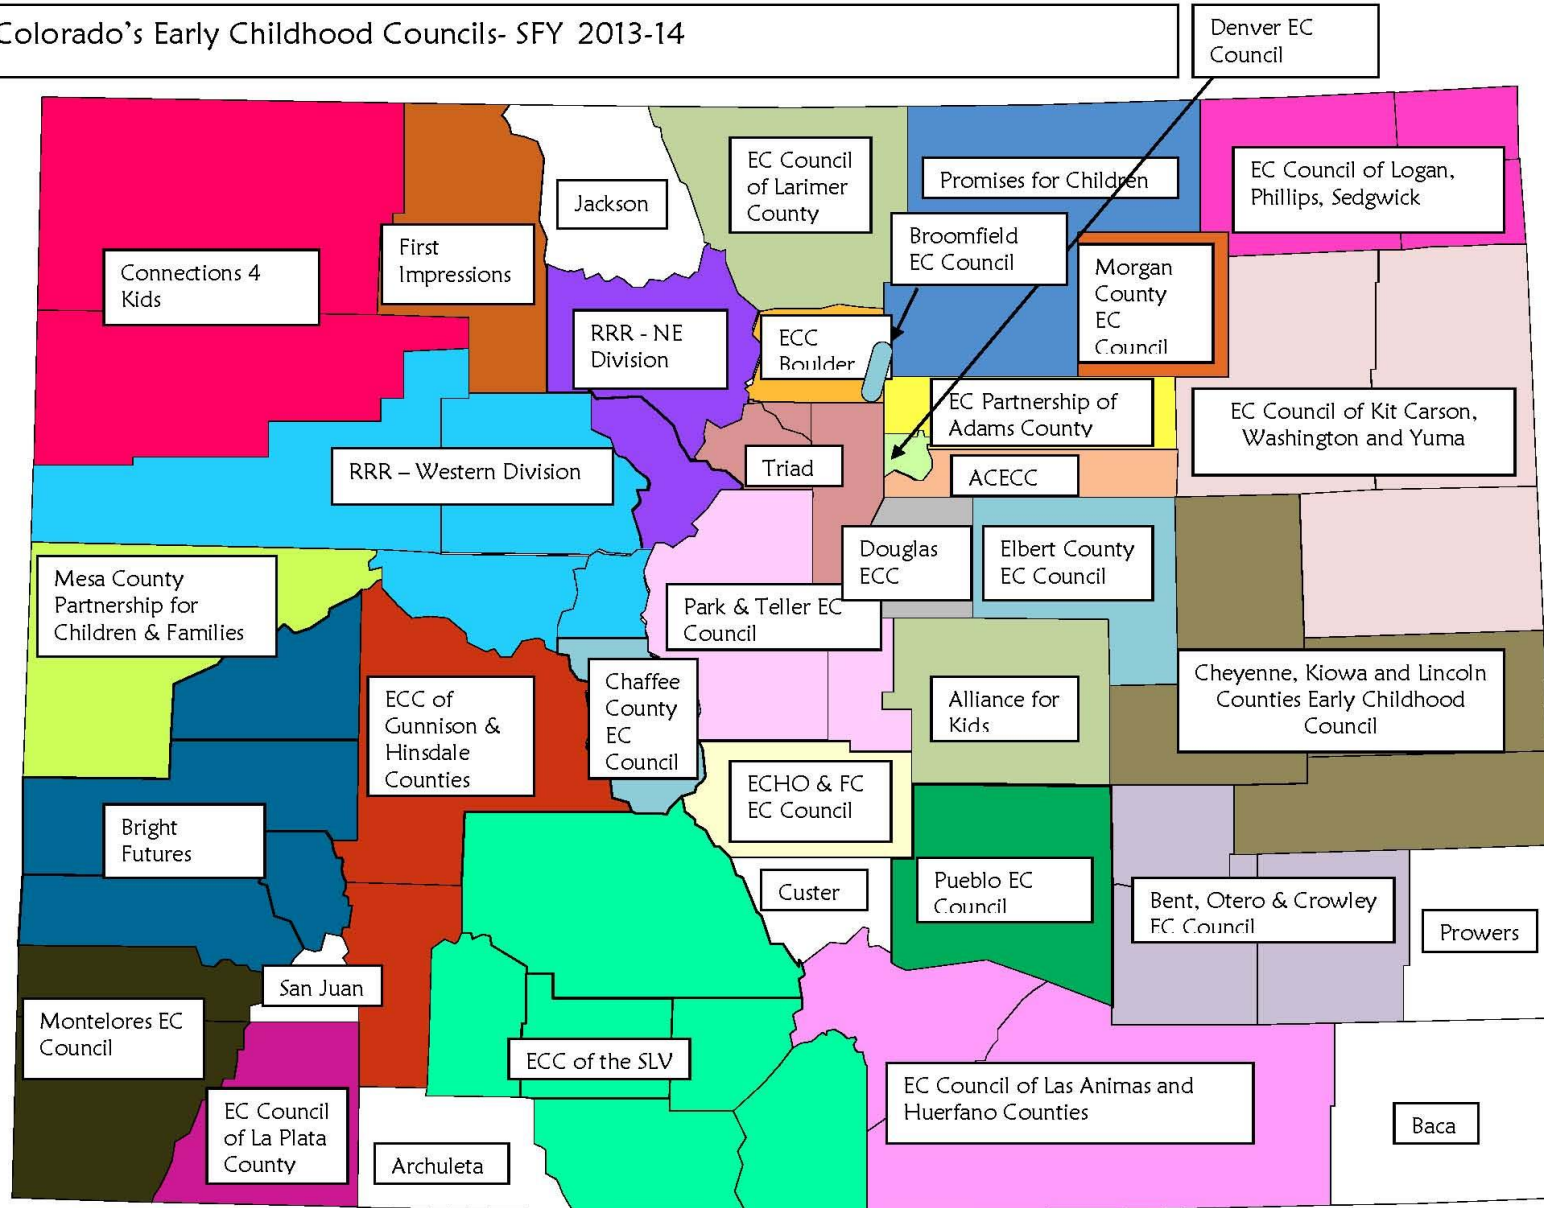 Colorado's Early Childhood Councils- SFY 2013-14
Denver EC
Council
EC Council
of Larimer
County
Promises for Children
EC Council of Logan,
Phillips, Sedgwick
Jackson
First
Impressions
Broomfield
EC Council
Connections 4
Kids
Morgan
County
EC
Council
RRR - NE
Division
ECC
Boulder
EC Partnership of
Adams County
EC Council of Kit Carson,
Washington and Yuma
RRR – Western Division
Triad
ACECC
Douglas
ECC
Elbert County
EC Council
Mesa County
Partnership for
Children & Families
Park & Teller EC
Council
Chaffee
County
EC
Council
ECC of
Gunnison &
Hinsdale
Counties
Alliance for
Kids
Cheyenne, Kiowa and Lincoln
Counties Early Childhood
Council
ECHO & FC
EC Council
Bright
Futures
Custer
Pueblo EC
Council
Bent, Otero & Crowley
EC Council
Prowers
San Juan
Montelores EC
Council
ECC of the SLV
EC Council of Las Animas and
Huerfano Counties
EC Council
of La Plata
County
Archuleta
Baca